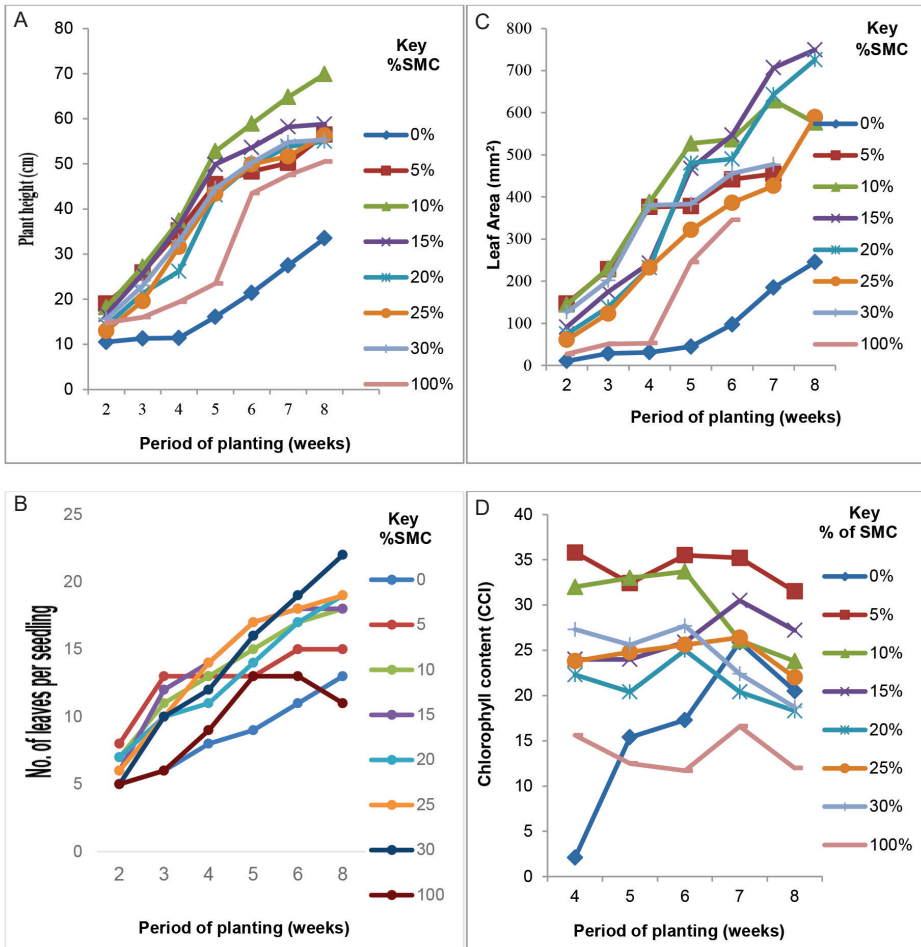 A
Key
%SMC
80
70
60
50
40
30
20
10
0
Plant height (cm)
2 3 4 5 6 7 8
Period of planting (weeks)
0%
5%
10%
15%
20%
25%
30%
100%
C
Key
%SMC
800
700
600
500
400
300
200
100
0
Leaf Area (mm²)
2 3 4 5 6 7 8
Period of planting (weeks)
0%
5%
10%
15%
20%
25%
30%
100%
B
Key
%SMC
25
20
15
10
5
0
No. of leaves per seedling
2 3 4 5 6 8
Period of planting (weeks)
0
5
10
15
20
25
30
100
D
Key
% of SMC
40
35
30
25
20
15
10
5
0
Chlorophyll content (CCI)
4 5 6 7 8
Period of planting (weeks)
0%
5%
10%
15%
20%
25%
30%
100%